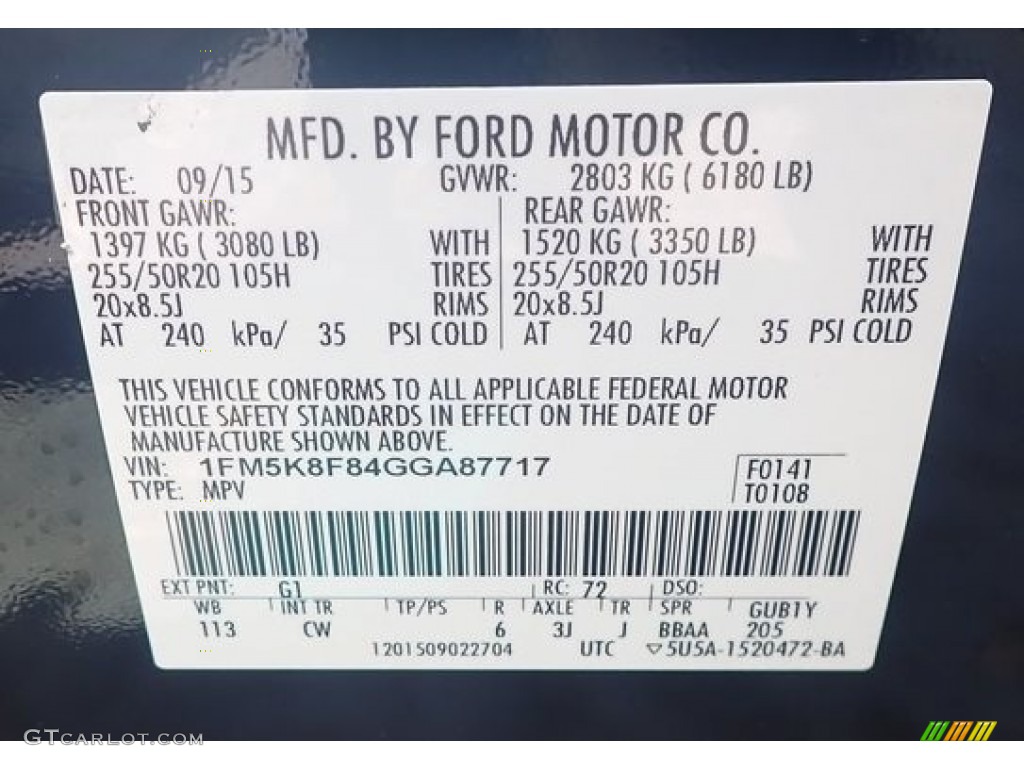 MFD. BY FORD MOTOR CO.
DATE: 09/15 GVWR: 2803 KG ( 6180 LB)
FRONT GAWR: REAR GAWR:
1397 KG ( 3080 LB) WITH 1520 KG ( 3350 LB) WITH
255/50R20 105H TIRES 255/50R20 105H TIRES
20x8.5J RIMS 20x8.5J RIMS
AT 240 kPa/ 35 PSI COLD AT 240 kPa/ 35 PSI COLD
THIS VEHICLE CONFORMS TO ALL APPLICABLE FEDERAL MOTOR
VEHICLE SAFETY STANDARDS IN EFFECT ON THE DATE OF
MANUFACTURE SHOWN ABOVE.
VIN: 1FM5K8F84GGA87717 F0141
TYPE: MPV T0108
EXT PNT: G1 RC: 72 DSO:
WB INT TR TP/PS R AXLE TR SPR GUB1Y
113 CW 6 3J J BBAA 205
1201509022704 UTC ▽5U5A-1520472-BA
GTCarLot.com